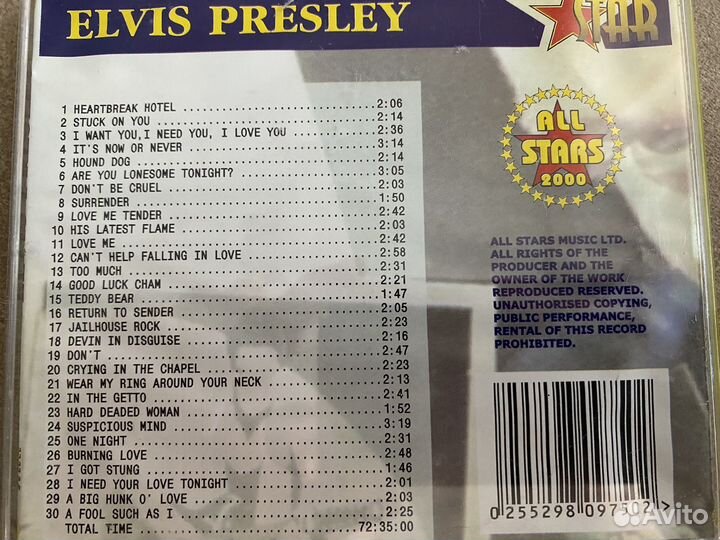 ELVIS PRESLEY
STAR
1 HEARTBREAK HOTEL ........................ 2:06
2 STUCK ON YOU ............................ 2:14
3 I WANT YOU,I NEED YOU, I LOVE YOU ....... 2:36
4 IT'S NOW OR NEVER ....................... 3:14
5 HOUND DOG ............................... 2:14
6 ARE YOU LONESOME TONIGHT? ............... 3:05
7 DON'T BE CRUEL .......................... 2:03
8 SURRENDER ............................... 1:50
9 LOVE ME TENDER .......................... 2:42
10 HIS LATEST FLAME ........................ 2:03
11 LOVE ME ................................. 2:42
12 CAN'T HELP FALLING IN LOVE .............. 2:58
13 TOO MUCH ................................ 2:31
14 GOOD LUCK CHAM .......................... 2:21
15 TEDDY BEAR .............................. 1:47
16 RETURN TO SENDER ........................ 2:05
17 JAILHOUSE ROCK .......................... 2:23
18 DEVIN IN DISGUISE ....................... 2:16
19 DON'T ................................... 2:47
20 CRYING IN THE CHAPEL .................... 2:23
21 WEAR MY RING AROUND YOUR NECK ........... 2:13
22 IN THE GETTO ............................ 2:41
23 HARD DEADED WOMAN ....................... 1:52
24 SUSPICIOUS MIND ......................... 3:19
25 ONE NIGHT ............................... 2:31
26 BURNING LOVE ............................ 2:48
27 I GOT STUNG ............................. 1:46
28 I NEED YOUR LOVE TONIGHT ................ 2:01
29 A BIG HUNK O' LOVE ...................... 2:03
30 A FOOL SUCH AS I ........................ 2:25
TOTAL TIME .............................. 72:35:00
ALL
STARS
2000
ALL STARS MUSIC LTD.
ALL RIGHTS OF THE
PRODUCER AND THE
OWNER OF THE WORK
REPRODUCED RESERVED.
UNAUTHORISED COPYING,
PUBLIC PERFORMANCE,
RENTAL OF THIS RECORD
PROHIBITED.
0 255298 097502 >
Avito